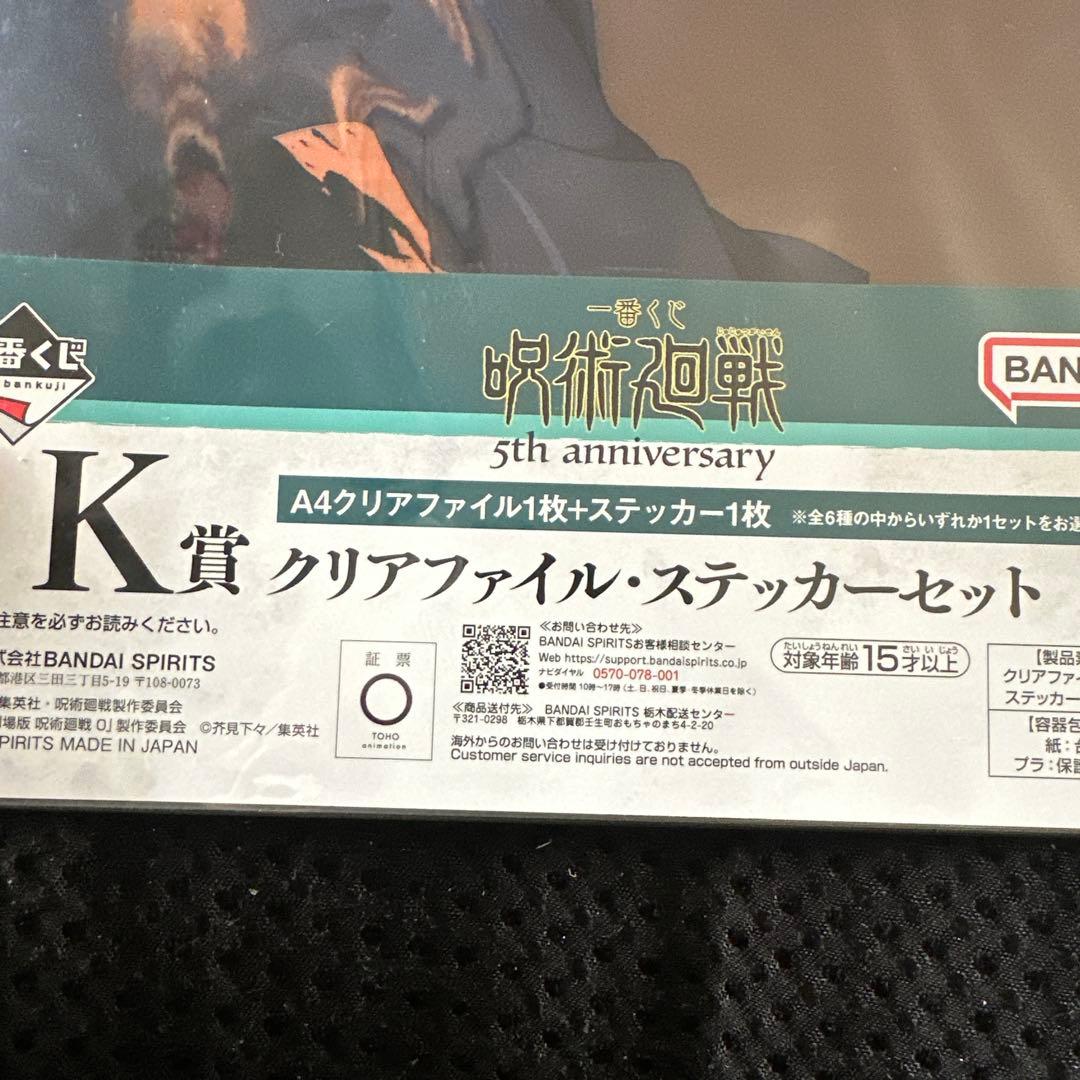 一番くじ
じゅじゅつかいせん
呪術廻戦
5th anniversary
番くじ
bankuji
BAN
K賞
A4クリアファイル1枚+ステッカー1枚 ※全6種の中からいずれか1セットをお選
クリアファイル・ステッカーセット
注意を必ずお読みください。
式会社BANDAI SPIRITS
都港区三田三丁目5-19 〒108-0073
集英社・呪術廻戦製作委員会
場版 呪術廻戦 0」製作委員会 ©芥見下々／集英社
SPIRITS MADE IN JAPAN
証票
TOHO
animation
≪お問い合わせ先≫
BANDAI SPIRITSお客様相談センター
Web https://support.bandaispirits.co.jp
ナビダイヤル 0570-078-001
●受付時間 10時〜17時（土、日、祝日、夏季・冬季休業日を除く）
≪商品送付先≫ BANDAI SPIRITS 栃木配送センター
〒321-0298 栃木県下都賀郡壬生町おもちゃのまち4-2-20
海外からのお問い合わせは受け付けておりません。
Customer service inquiries are not accepted from outside Japan.
たいしょうねんれい さい いじょう
対象年齢15才以上
【製品素
クリアファイ
ステッカー
【容器包
紙：台
プラ：保護